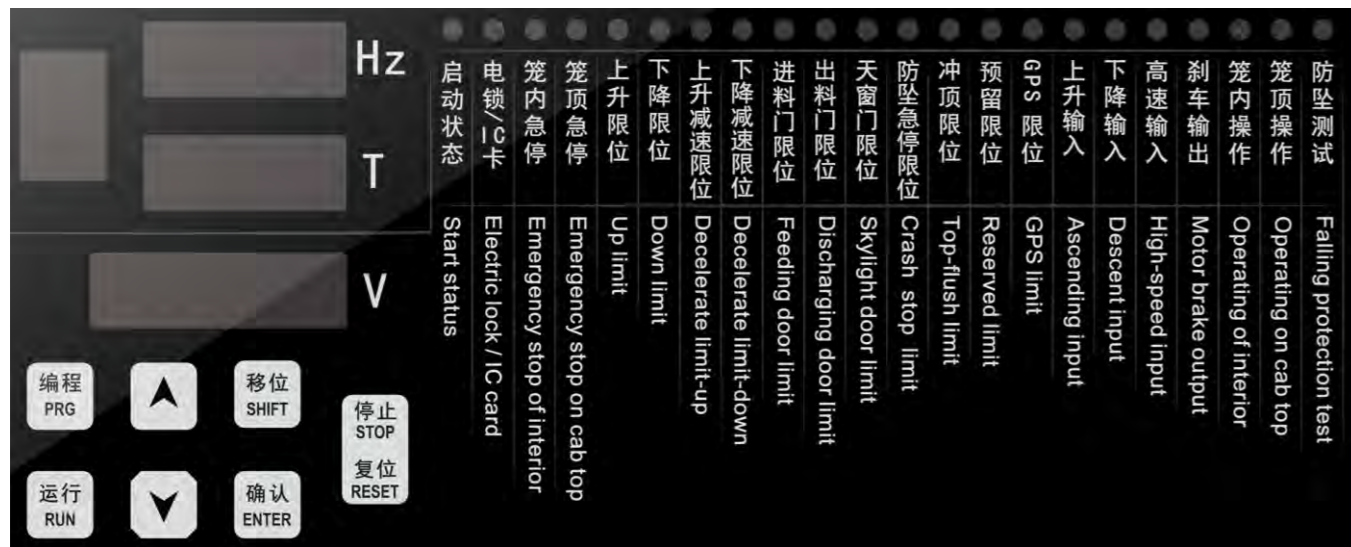 Hz
T
V
编程
PRG
移位
SHIFT
停止
STOP
复位
RESET
运行
RUN
确认
ENTER
启动状态
电锁/IC卡
笼内急停
笼顶急停
上升限位
下降限位
上升减速限位
下降减速限位
进料门限位
出料门限位
天窗门限位
防坠急停限位
冲顶限位
预留限位
GPS 限位
上升输入
下降输入
高速输入
刹车输出
笼内操作
笼顶操作
防坠测试
Start status
Electric lock / IC card
Emergency stop of interior
Emergency stop on cab top
Up limit
Down limit
Decelerate limit-up
Decelerate limit-down
Feeding door limit
Discharging door limit
Skylight door limit
Crash stop limit
Top-flush limit
Reserved limit
GPS limit
Ascending input
Descent input
High-speed input
Motor brake output
Operating of interior
Operating on cab top
Falling protection test